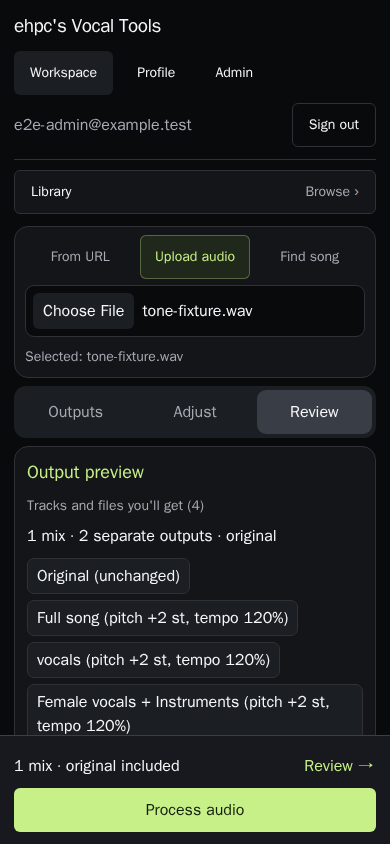 ehpc's Vocal Tools
Workspace Profile Admin
e2e-admin@example.test Sign out
Library Browse ›
From URL Upload audio Find song
Choose File tone-fixture.wav
Selected: tone-fixture.wav
Outputs Adjust Review
Output preview
Tracks and files you'll get (4)
1 mix · 2 separate outputs · original
Original (unchanged)
Full song (pitch +2 st, tempo 120%)
vocals (pitch +2 st, tempo 120%)
Female vocals + Instruments (pitch +2 st,
tempo 120%)
1 mix · original included Review →
Process audio